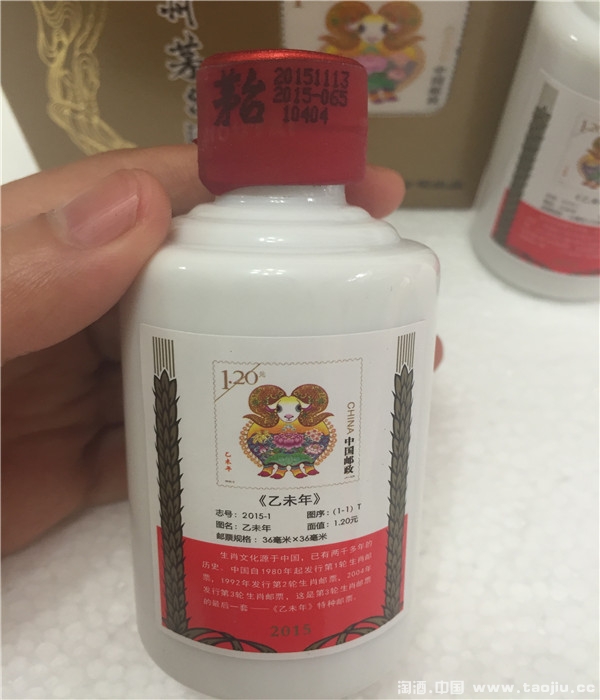 州茅台
茅台
20151113
2015-065
10404
1.20元
CHINA
中国邮政
乙未年
《乙未年》
志号：2015-1 图序：(1-1) T
图名：乙未年 面值：1.20元
邮票规格：36毫米×36毫米
生肖文化源于中国，已有两千多年的
历史，中国自1980年起发行第1轮生肖邮
票，1992年发行第2轮生肖邮票，2004年
发行第3轮生肖邮票，这是第3轮生肖邮票
的最后一套——《乙未年》特种邮票。
2015
《乙未
淘酒.中国 www.taojiu.cc